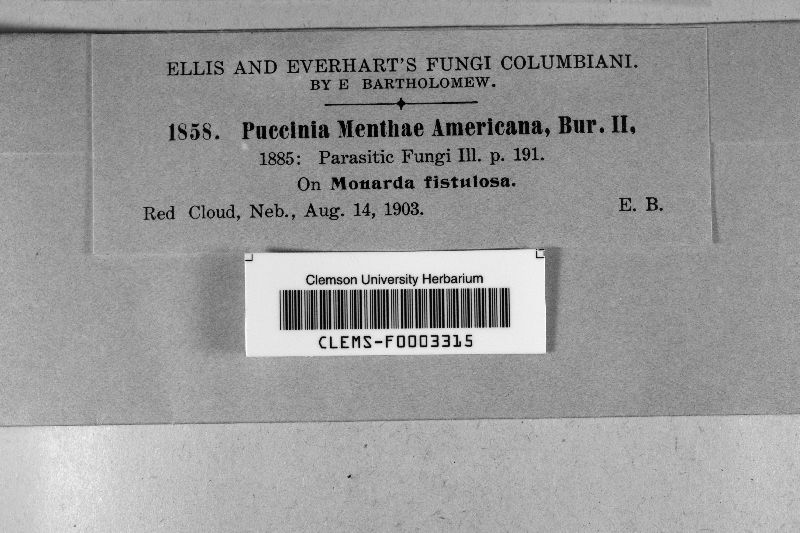 ELLIS AND EVERHART'S FUNGI COLUMBIANI.
BY E BARTHOLOMEW.
1858. Puccinia Menthae Americana, Bur. II,
1885: Parasitic Fungi Ill. p. 191.
On Monarda fistulosa.
Red Cloud, Neb., Aug. 14, 1903. E. B.
Clemson University Herbarium
CLEMS-F0003315